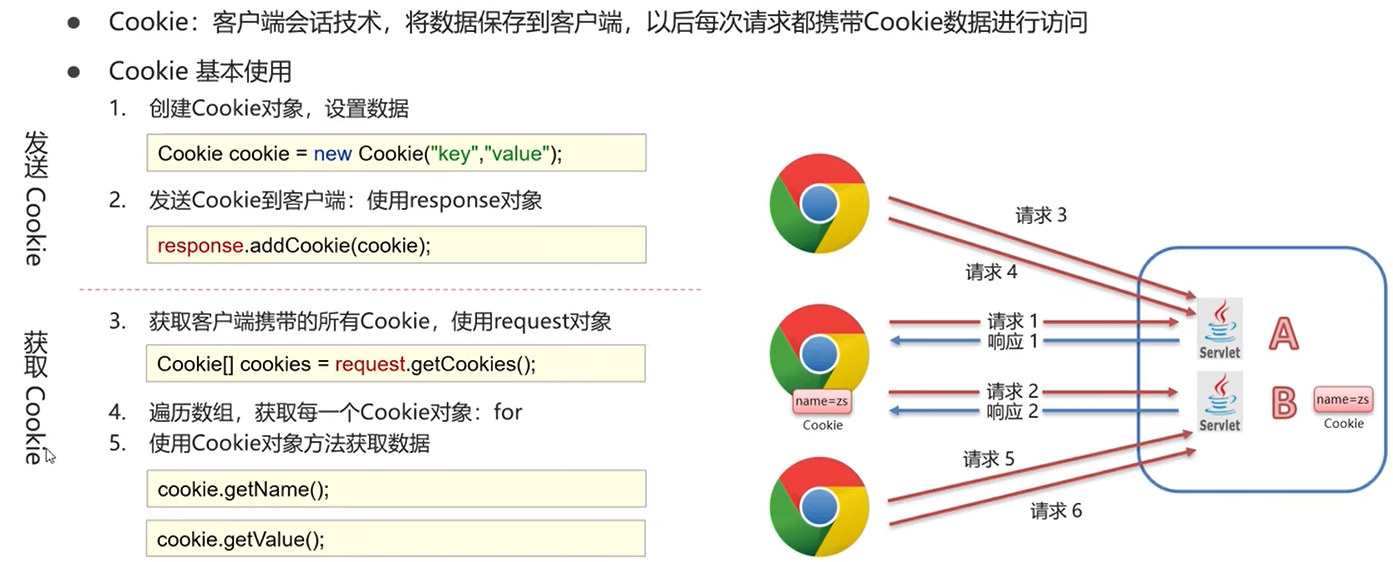 Cookie：客户端会话技术，将数据保存到客户端，以后每次请求都携带Cookie数据进行访问
Cookie 基本使用
发送 Cookie
1. 创建Cookie对象，设置数据
Cookie cookie = new Cookie("key","value");
2. 发送Cookie到客户端：使用response对象
response.addCookie(cookie);
获取 Cookie
3. 获取客户端携带的所有Cookie，使用request对象
Cookie[] cookies = request.getCookies();
4. 遍历数组，获取每一个Cookie对象：for
5. 使用Cookie对象方法获取数据
cookie.getName();
cookie.getValue();
请求 3
请求 4
请求 1
响应 1
Servlet
A
name=zs
Cookie
请求 2
响应 2
Servlet
B
name=zs
Cookie
请求 5
请求 6